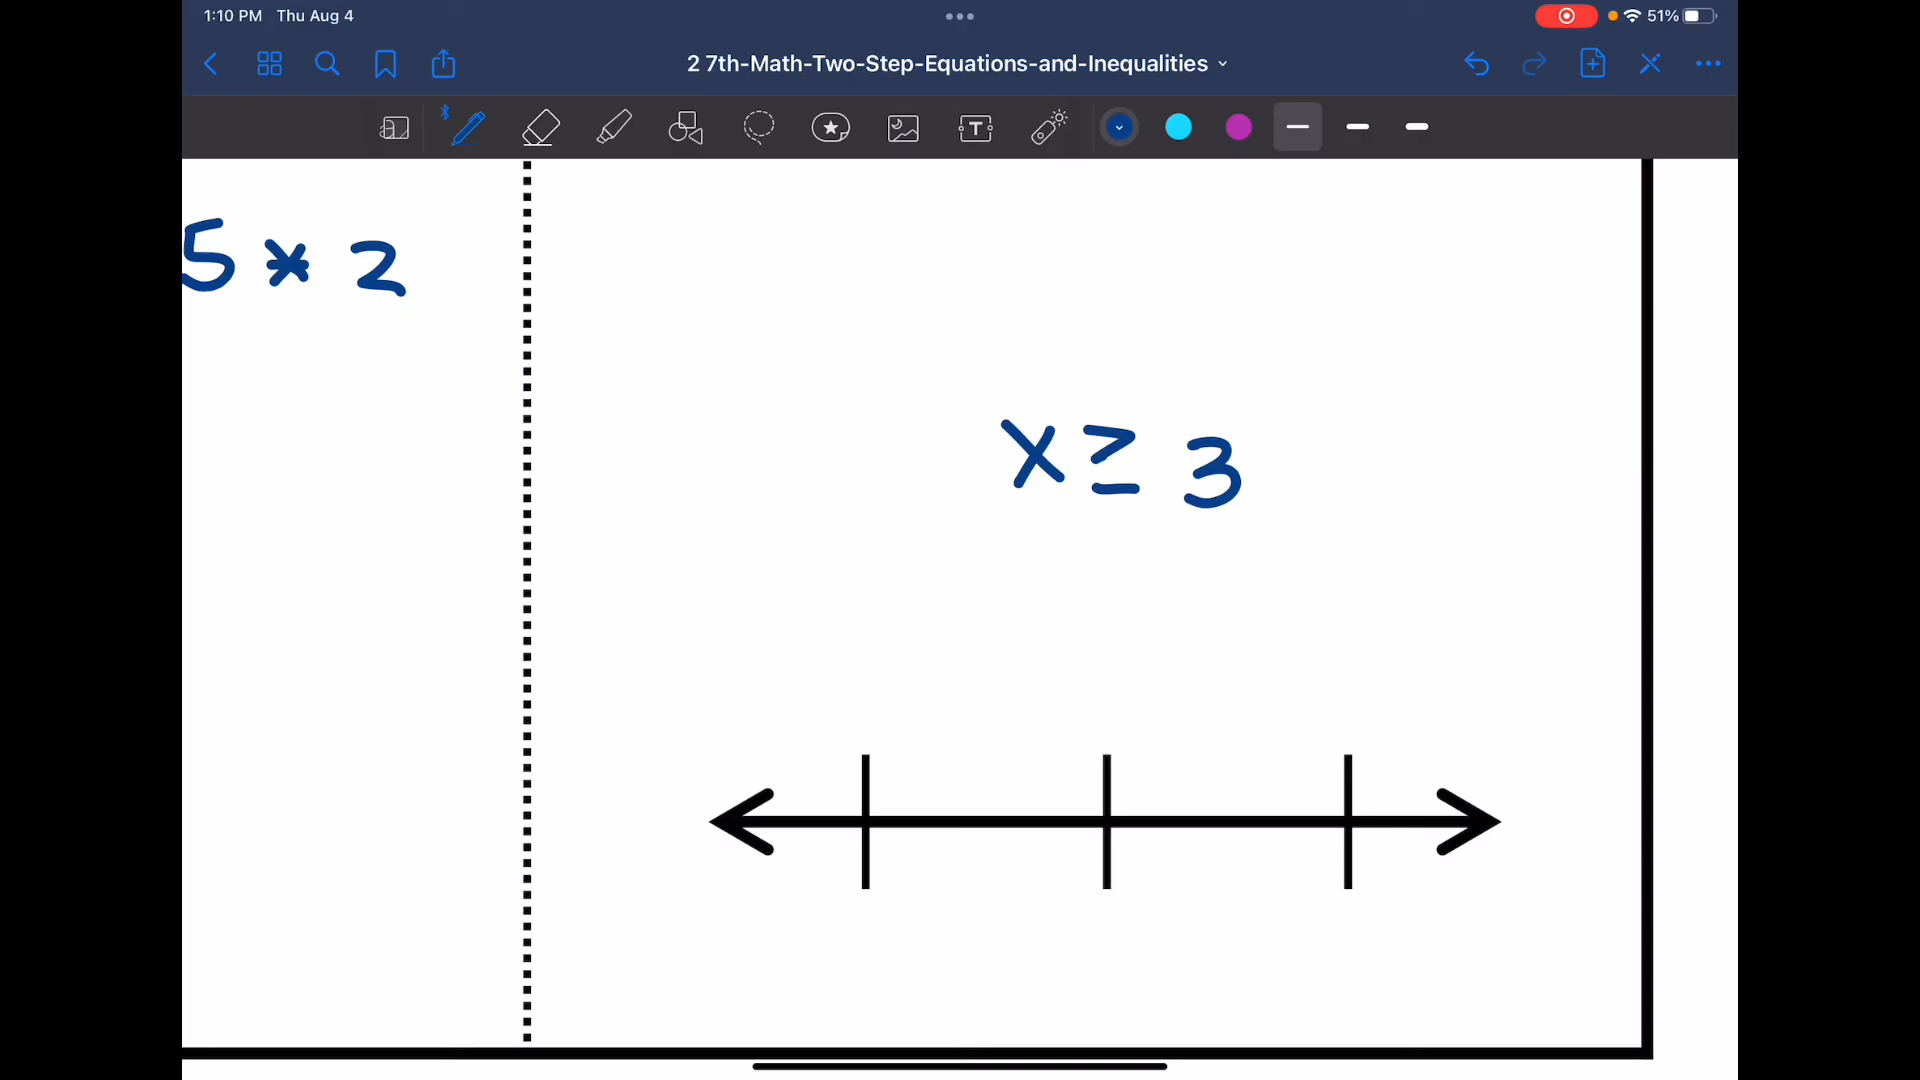 1:10 PM Thu Aug 4
51%
2 7th-Math-Two-Step-Equations-and-Inequalities
T
5 * 2
x ≥ 3